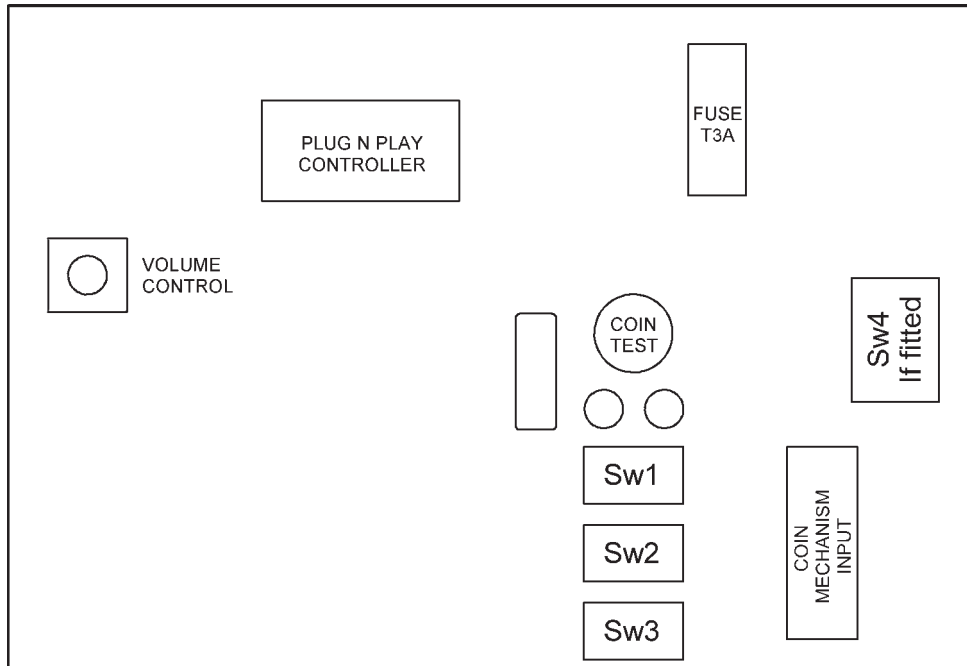 PLUG N PLAY
CONTROLLER
FUSE
T3A
VOLUME
CONTROL
COIN
TEST
Sw4
If fitted
Sw1
Sw2
Sw3
COIN
MECHANISM
INPUT